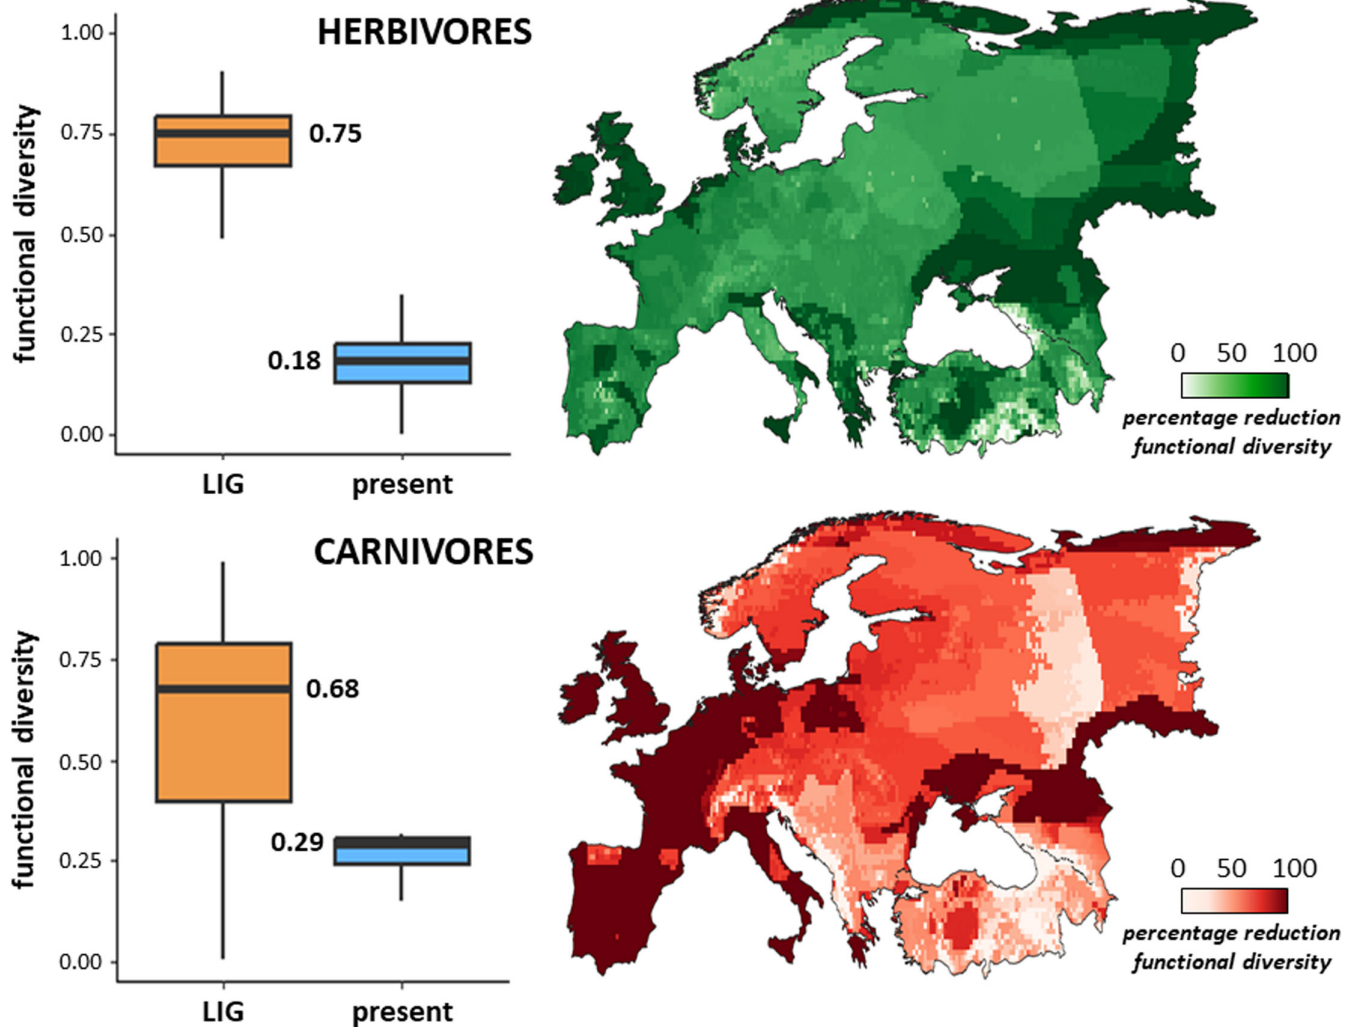 HERBIVORES
functional diversity
1.00
0.75
0.50
0.25
0.00
0.75
0.18
LIG present
0 50 100
percentage reduction
functional diversity
CARNIVORES
functional diversity
1.00
0.75
0.50
0.25
0.00
0.68
0.29
LIG present
0 50 100
percentage reduction
functional diversity